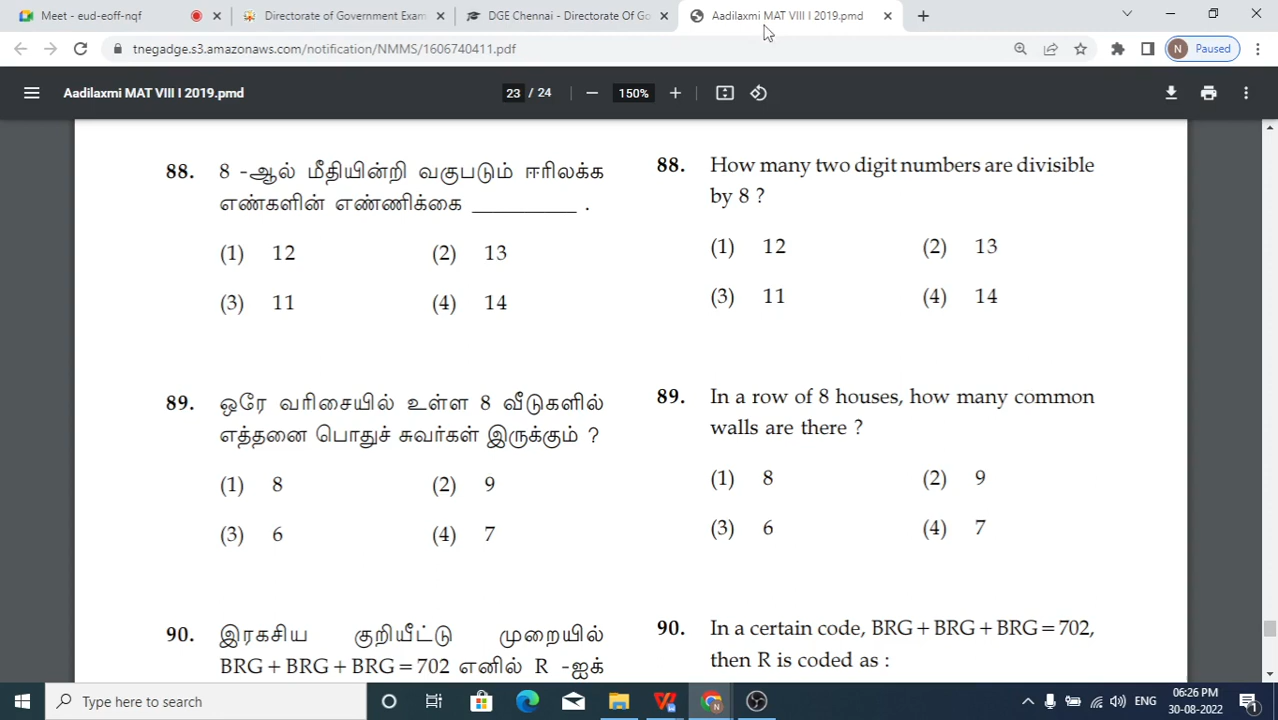 Meet - eud-eoff-nqf
Directorate of Government Exam
DGE Chennai - Directorate Of Go
Aadilaxmi MAT VIII I 2019.pmd
tnegadge.s3.amazonaws.com/notification/NMMS/1606740411.pdf
N Paused
Aadilaxmi MAT VIII I 2019.pmd
23 / 24
150%
88. 8 -ஆல் மீதியின்றி வகுபடும் ஈரிலக்க
எண்களின் எண்ணிக்கை __________ .
(1) 12 (2) 13
(3) 11 (4) 14
89. ஒரே வரிசையில் உள்ள 8 வீடுகளில்
எத்தனை பொதுச் சுவர்கள் இருக்கும் ?
(1) 8 (2) 9
(3) 6 (4) 7
90. இரகசிய குறியீட்டு முறையில்
BRG + BRG + BRG = 702 எனில் R -ஐக்
88. How many two digit numbers are divisible
by 8 ?
(1) 12 (2) 13
(3) 11 (4) 14
89. In a row of 8 houses, how many common
walls are there ?
(1) 8 (2) 9
(3) 6 (4) 7
90. In a certain code, BRG + BRG + BRG = 702,
then R is coded as :
Type here to search
ENG
06:26 PM
30-08-2022
1